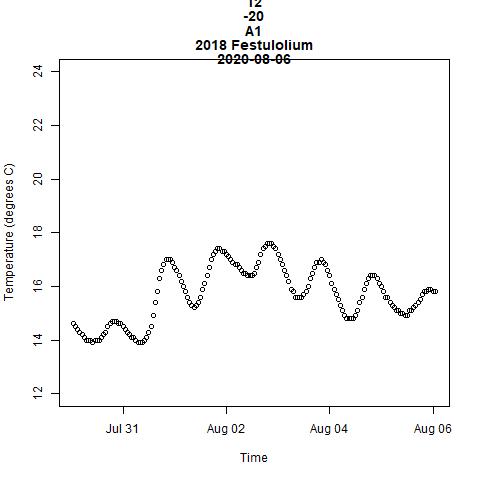 T2
-20
A1
2018 Festulolium
2020-08-06
24
22
20
18
16
14
12
Temperature (degrees C)
Jul 31
Aug 02
Aug 04
Aug 06
Time